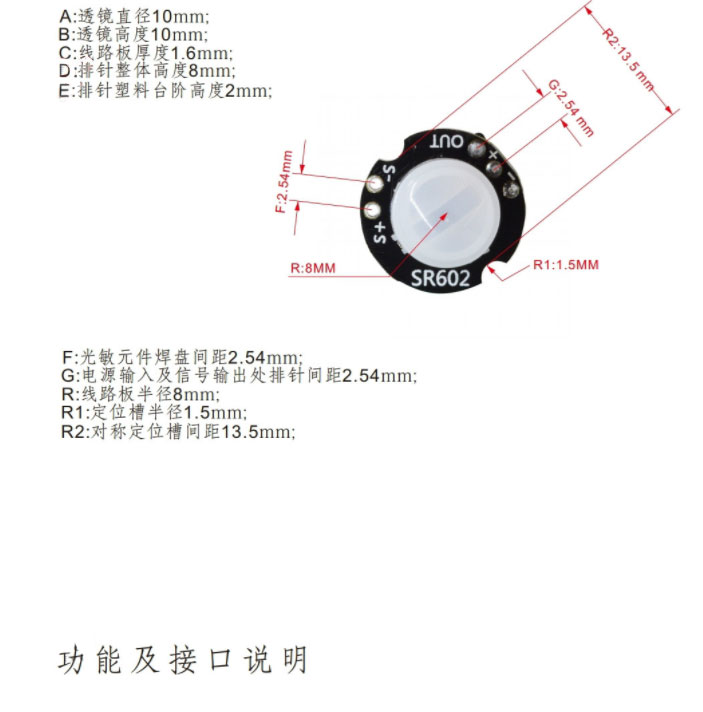 A:透镜直径10mm;
B:透镜高度10mm;
C:线路板厚度1.6mm;
D:排针整体高度8mm;
E:排针塑料台阶高度2mm;
R2:13.5 mm
G:2.54 mm
OUT
+
-
S-
F:2.54mm
S+
R:8MM
R1:1.5MM
SR602
F:光敏元件焊盘间距2.54mm;
G:电源输入及信号输出处排针间距2.54mm;
R:线路板半径8mm;
R1:定位槽半径1.5mm;
R2:对称定位槽间距13.5mm;
功能及接口说明